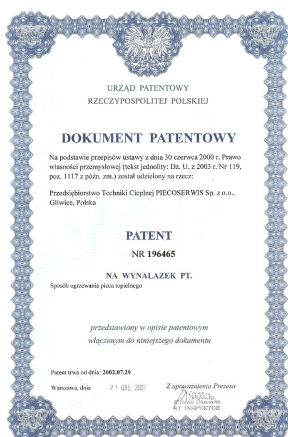 URZĄD PATENTOWY
RZECZYPOSPOLITEJ POLSKIEJ
DOKUMENT PATENTOWY
Na podstawie przepisów ustawy z dnia 30 czerwca 2000 r. Prawo
własności przemysłowej (tekst jednolity: Dz. U. z 2003 r. Nr 119,
poz. 1117 z późn. zm.) został udzielony na rzecz:
Przedsiębiorstwo Techniki Cieplnej PIECOSERWIS Sp. z o.o.,
Gliwice, Polska
PATENT
NR 196465
NA WYNALAZEK PT.
Sposób ogrzewania pieca topielnego
przedstawiony w opisie patentowym
włączonym do niniejszego dokumentu
Patent trwa od dnia: 2002.07.29
Z upoważnienia Prezesa
Warszawa, dnia 21 GRU. 2007